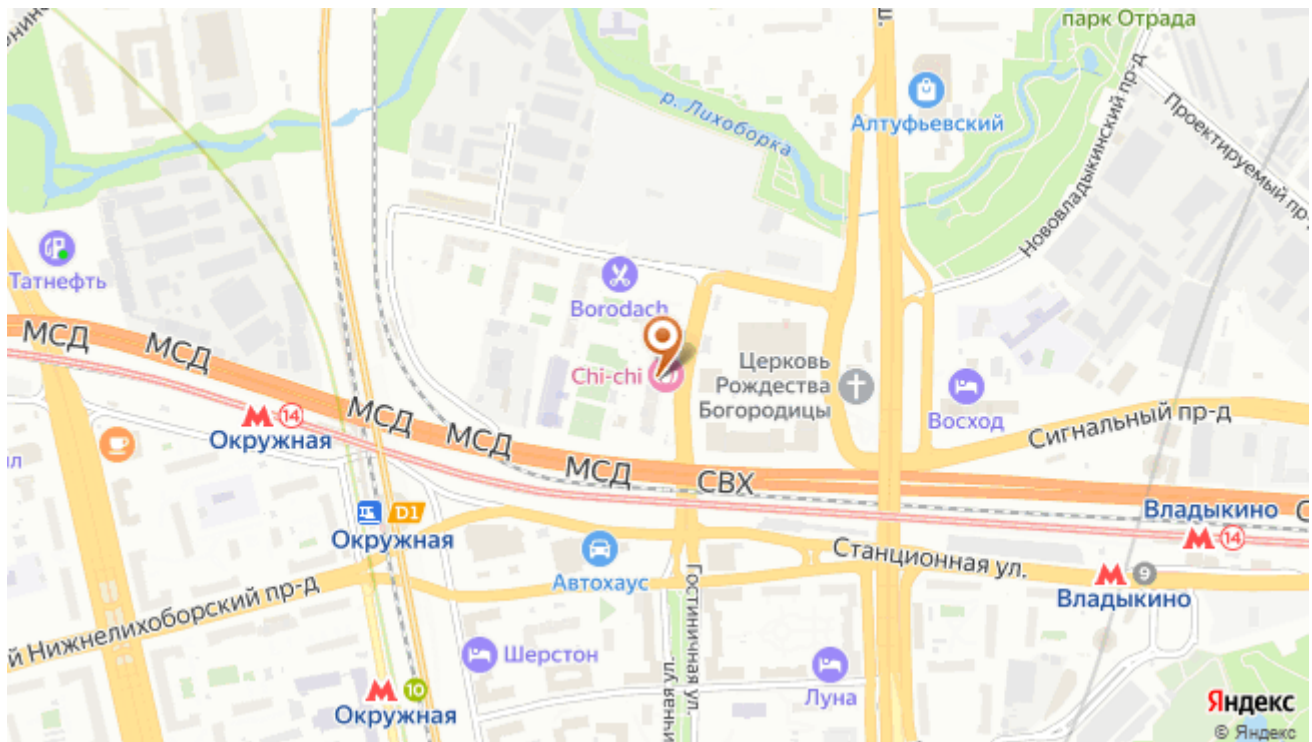 парк Отрада
ш.
р. Лихоборка
Алтуфьевский
Нововладыкинский пр-д
Проектируемый пр-
Татнефть
Borodach
МСД
МСД
Chi-chi
Церковь
Рождества
Богородицы
Восход
Сигнальный пр-д
14
Окружная
МСД
МСД
МСД
СВХ
С
Владыкино
14
D1
Окружная
Автохаус
Станционная ул.
9
Владыкино
й Нижнелихоборский пр-д
Гостиничная ул.
ичная ул.
Шерстон
Луна
10
Окружная
Яндекс
© Яндекс